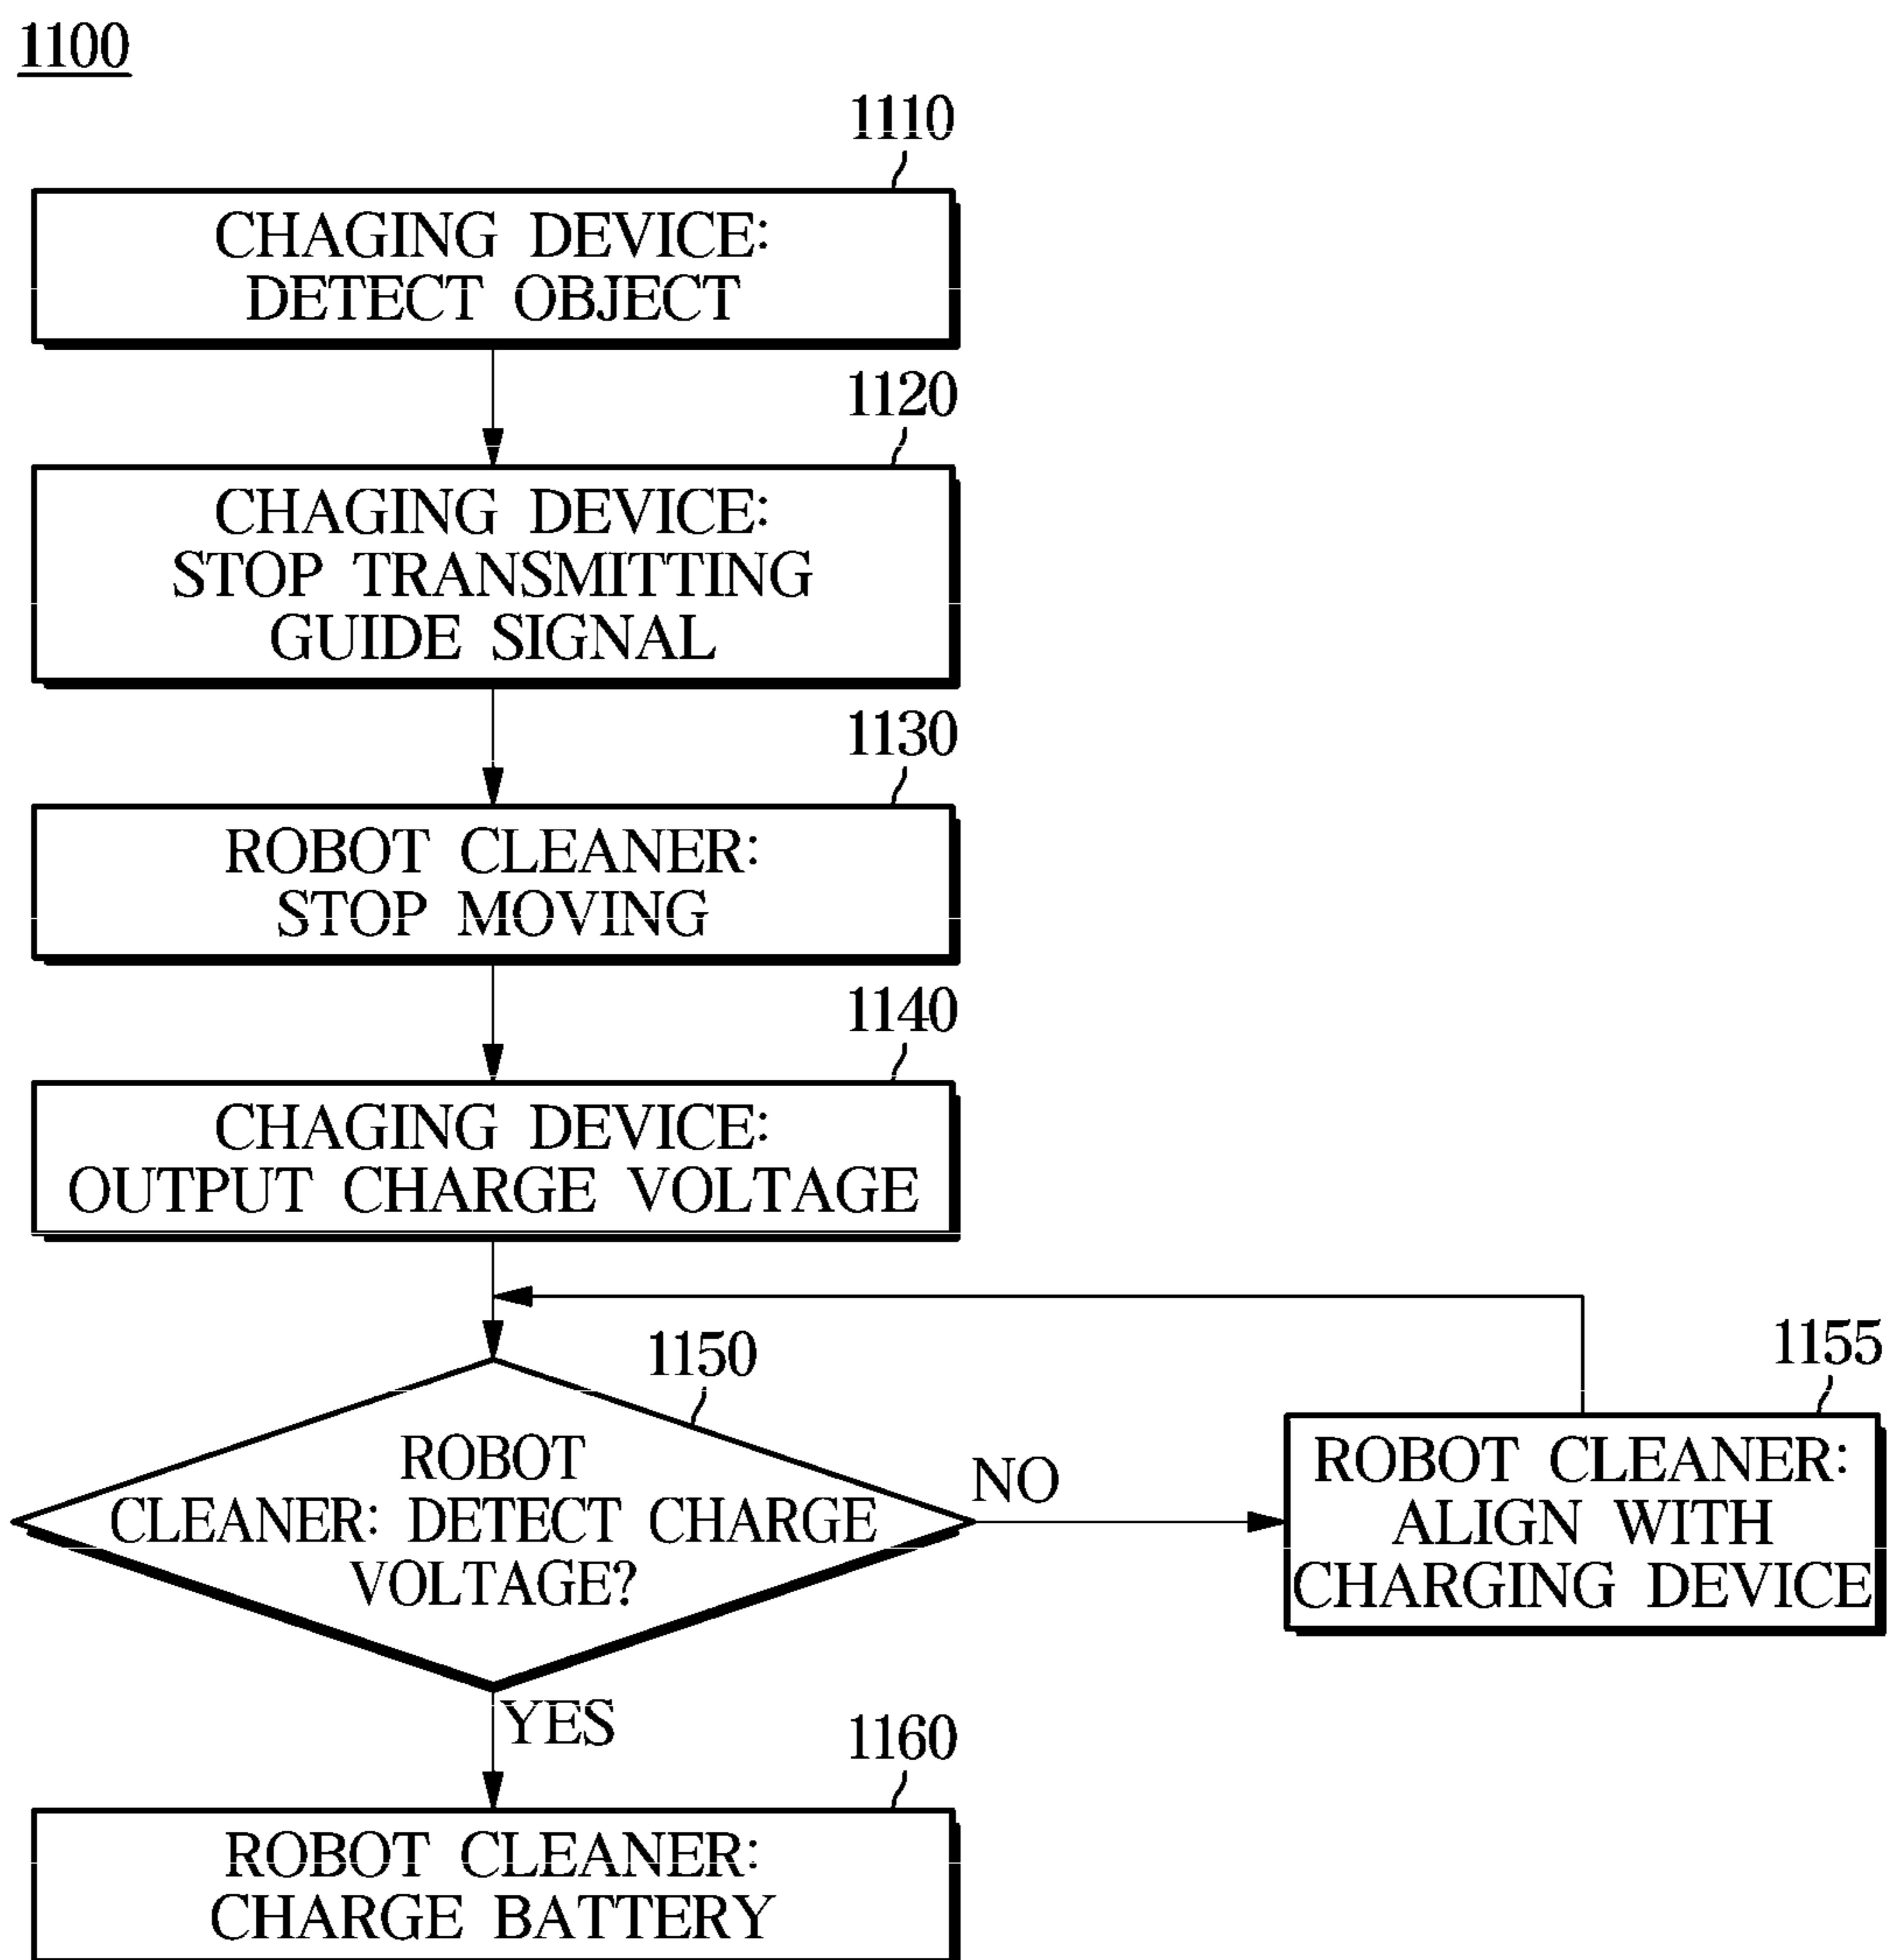 1100
1110
CHAGING DEVICE:
DETECT OBJECT
1120
CHAGING DEVICE:
STOP TRANSMITTING
GUIDE SIGNAL
1130
ROBOT CLEANER:
STOP MOVING
1140
CHAGING DEVICE:
OUTPUT CHARGE VOLTAGE
1150
ROBOT
CLEANER: DETECT CHARGE
VOLTAGE?
NO
1155
ROBOT CLEANER:
ALIGN WITH
CHARGING DEVICE
YES
1160
ROBOT CLEANER:
CHARGE BATTERY